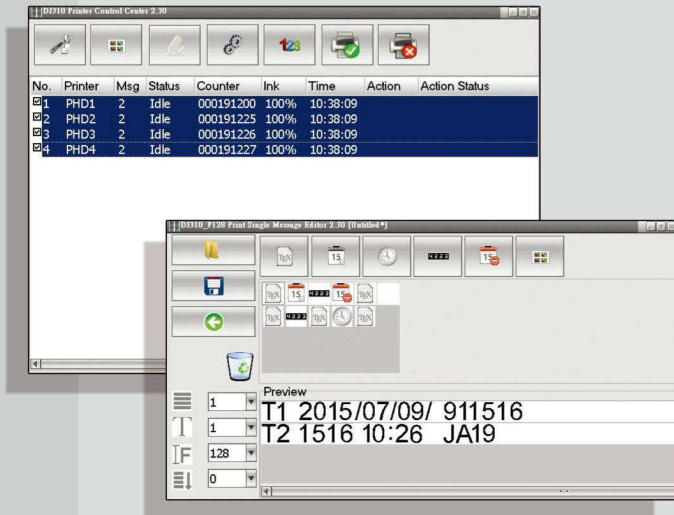 DJ310 Printer Control Center 2.30
123
No. Printer Msg Status Counter Ink Time Action Action Status
1 PHD1 2 Idle 000191200 100% 10:38:09
2 PHD2 2 Idle 000191225 100% 10:38:09
3 PHD3 2 Idle 000191226 100% 10:38:09
4 PHD4 2 Idle 000191227 100% 10:38:09
DJ310_P128 Print Single Message Editor 2.30 [Untitled*]
TEX 15 4223 15
TEX 15 4223 15 TEX
TEX 4223 TEX TEX
1
1
128
0
Preview
T1 2015/07/09/ 911516
T2 1516 10:26 JA19